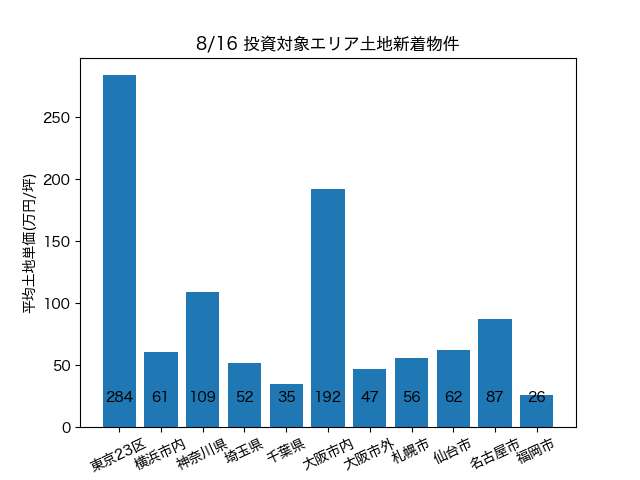 8/16 投資対象エリア土地新着物件
平均土地単価(万円/坪)
250
200
150
100
50
0
284 61 109 52 35 192 47 56 62 87 26
東京23区 横浜市内 神奈川県 埼玉県 千葉県 大阪市内 大阪市外 札幌市 仙台市 名古屋市 福岡市